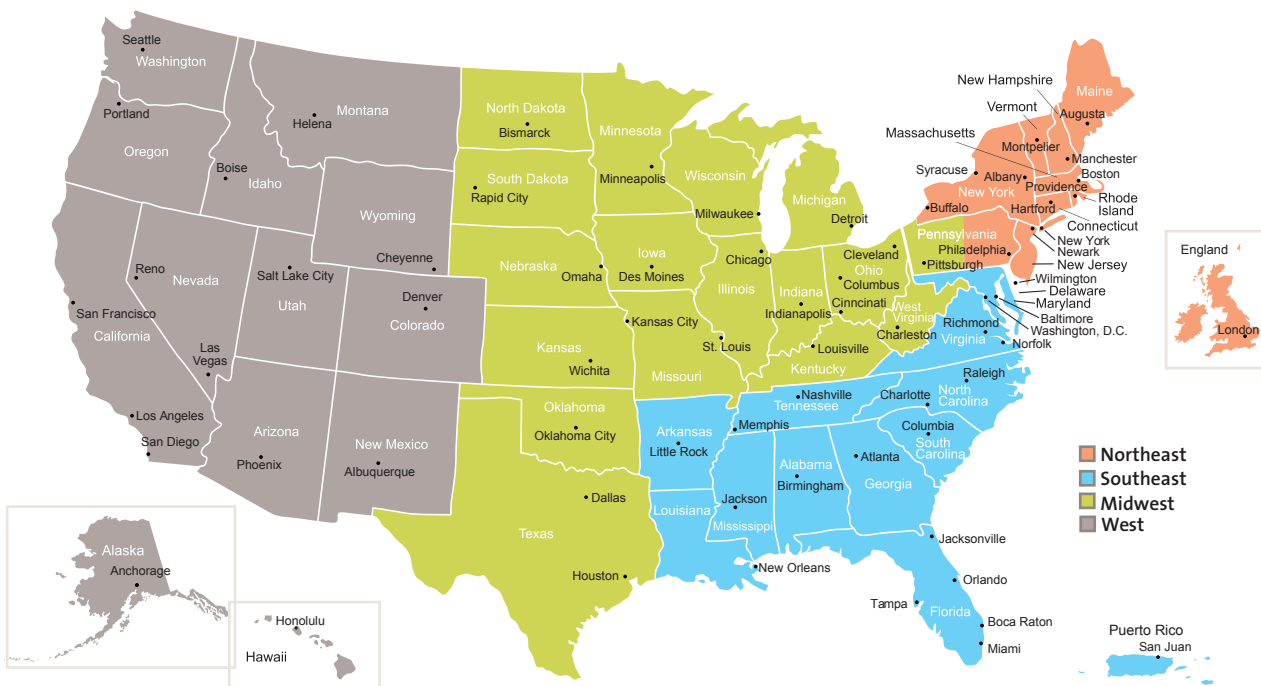 Seattle
Washington
Portland
Oregon
Helena
Montana
Boise
Idaho
Wyoming
Cheyenne
Reno
Nevada
Salt Lake City
Utah
Denver
Colorado
San Francisco
California
Las
Vegas
Los Angeles
San Diego
Arizona
Phoenix
New Mexico
Albuquerque
North Dakota
Bismarck
South Dakota
Rapid City
Nebraska
Omaha
Kansas
Wichita
Oklahoma
Oklahoma City
Texas
Dallas
Houston
Minnesota
Minneapolis
Iowa
Des Moines
Kansas City
Missouri
St. Louis
Wisconsin
Milwaukee
Chicago
Illinois
Michigan
Detroit
Indiana
Indianapolis
Cleveland
Ohio
Columbus
Cinncinati
Louisville
Kentucky
West
Virginia
Charleston
Pennsylvania
Philadelphia
Pittsburgh
New Hampshire
Vermont
Massachusetts
Maine
Augusta
Montpelier
Manchester
Boston
Syracuse
Albany
Providence
New York
Buffalo
Hartford
Rhode
Island
Connecticut
New York
Newark
New Jersey
Wilmington
Delaware
Maryland
Baltimore
Washington, D.C.
Richmond
Virginia
Norfolk
Raleigh
Charlotte
North
Carolina
Nashville
Tennessee
Memphis
Arkansas
Little Rock
Columbia
South
Carolina
Atlanta
Georgia
Alabama
Birmingham
Jackson
Mississippi
Louisiana
New Orleans
Jacksonville
Orlando
Tampa
Florida
Boca Raton
Miami
England
London
Northeast
Southeast
Midwest
West
Alaska
Anchorage
Honolulu
Hawaii
Puerto Rico
San Juan